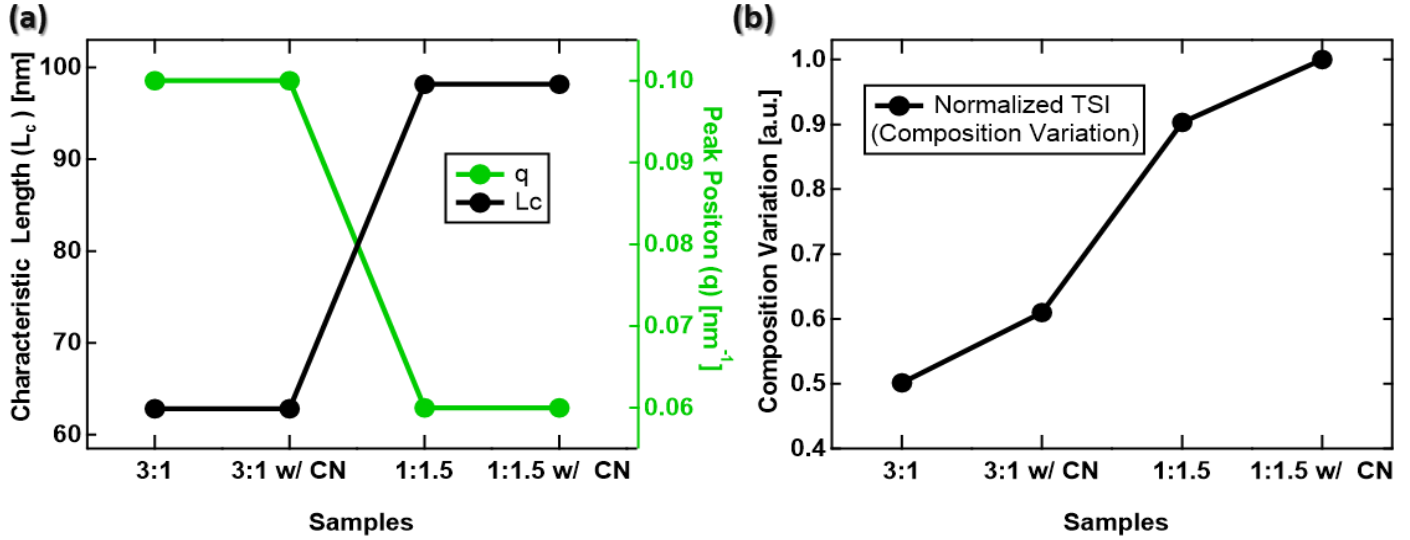 (a)
Characteristic Length (Lc) [nm]
100
90
80
70
60
q
Lc
0.10
0.09
0.08
0.07
0.06
Peak Positon (q) [nm-1]
3:1
3:1 w/ CN
1:1.5
1:1.5 w/ CN
Samples
(b)
Composition Variation [a.u.]
1.0
0.9
0.8
0.7
0.6
0.5
0.4
Normalized TSI
(Composition Variation)
3:1
3:1 w/ CN
1:1.5
1:1.5 w/ CN
Samples